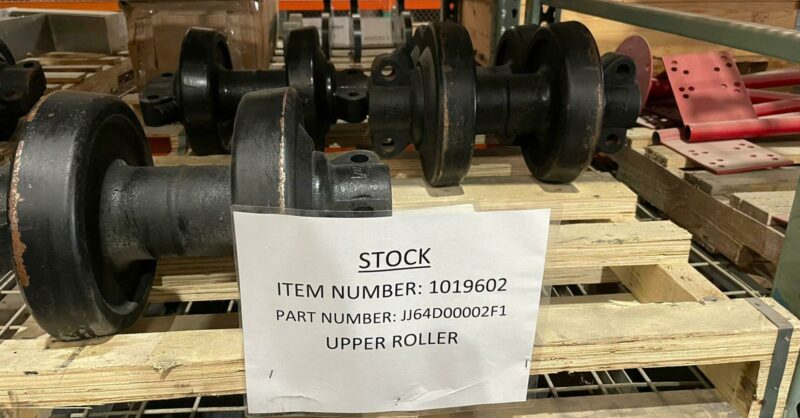 STOCK
ITEM NUMBER: 1019602
PART NUMBER: JJ64D00002F1
UPPER ROLLER